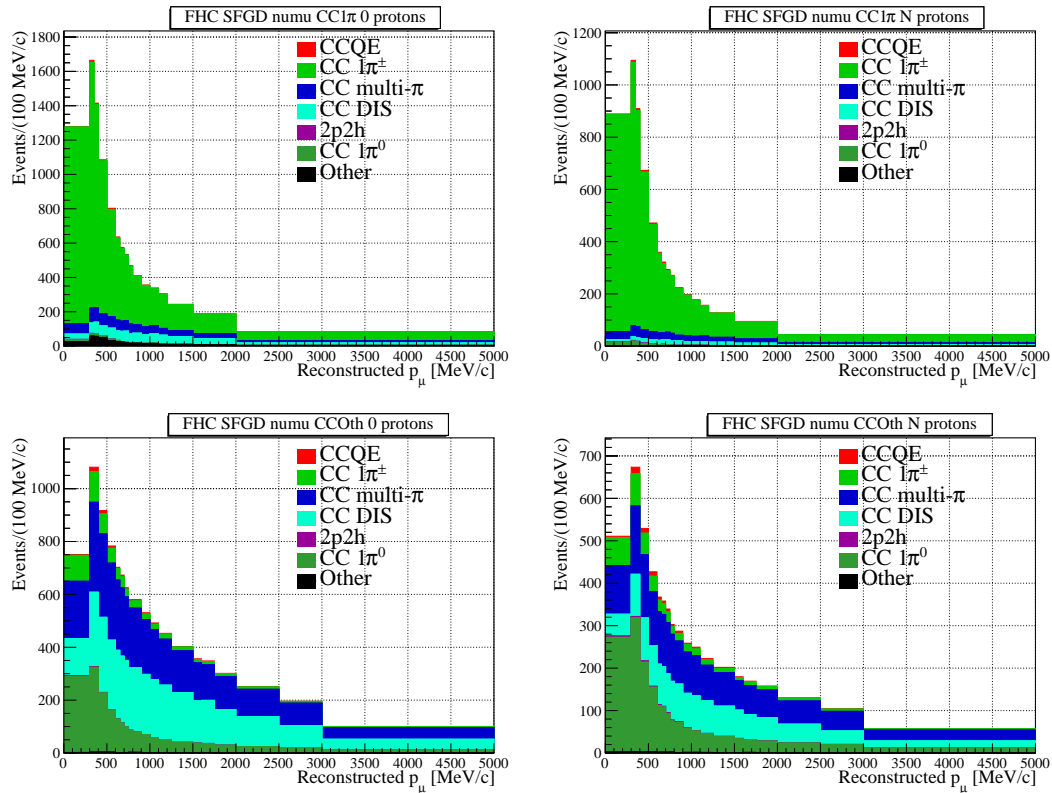 FHC SFGD numu CC1π 0 protons
Events/(100 MeV/c)
1800
1600
1400
1200
1000
800
600
400
200
0
CCQE
CC 1π±
CC multi-π
CC DIS
2p2h
CC 1π⁰
Other
0 500 1000 1500 2000 2500 3000 3500 4000 4500 5000
Reconstructed pμ [MeV/c]
FHC SFGD numu CC1π N protons
Events/(100 MeV/c)
1200
1000
800
600
400
200
0
CCQE
CC 1π±
CC multi-π
CC DIS
2p2h
CC 1π⁰
Other
0 500 1000 1500 2000 2500 3000 3500 4000 4500 5000
Reconstructed pμ [MeV/c]
FHC SFGD numu CCOth 0 protons
Events/(100 MeV/c)
1000
800
600
400
200
0
CCQE
CC 1π±
CC multi-π
CC DIS
2p2h
CC 1π⁰
Other
0 500 1000 1500 2000 2500 3000 3500 4000 4500 5000
Reconstructed pμ [MeV/c]
FHC SFGD numu CCOth N protons
Events/(100 MeV/c)
700
600
500
400
300
200
100
0
CCQE
CC 1π±
CC multi-π
CC DIS
2p2h
CC 1π⁰
Other
0 500 1000 1500 2000 2500 3000 3500 4000 4500 5000
Reconstructed pμ [MeV/c]